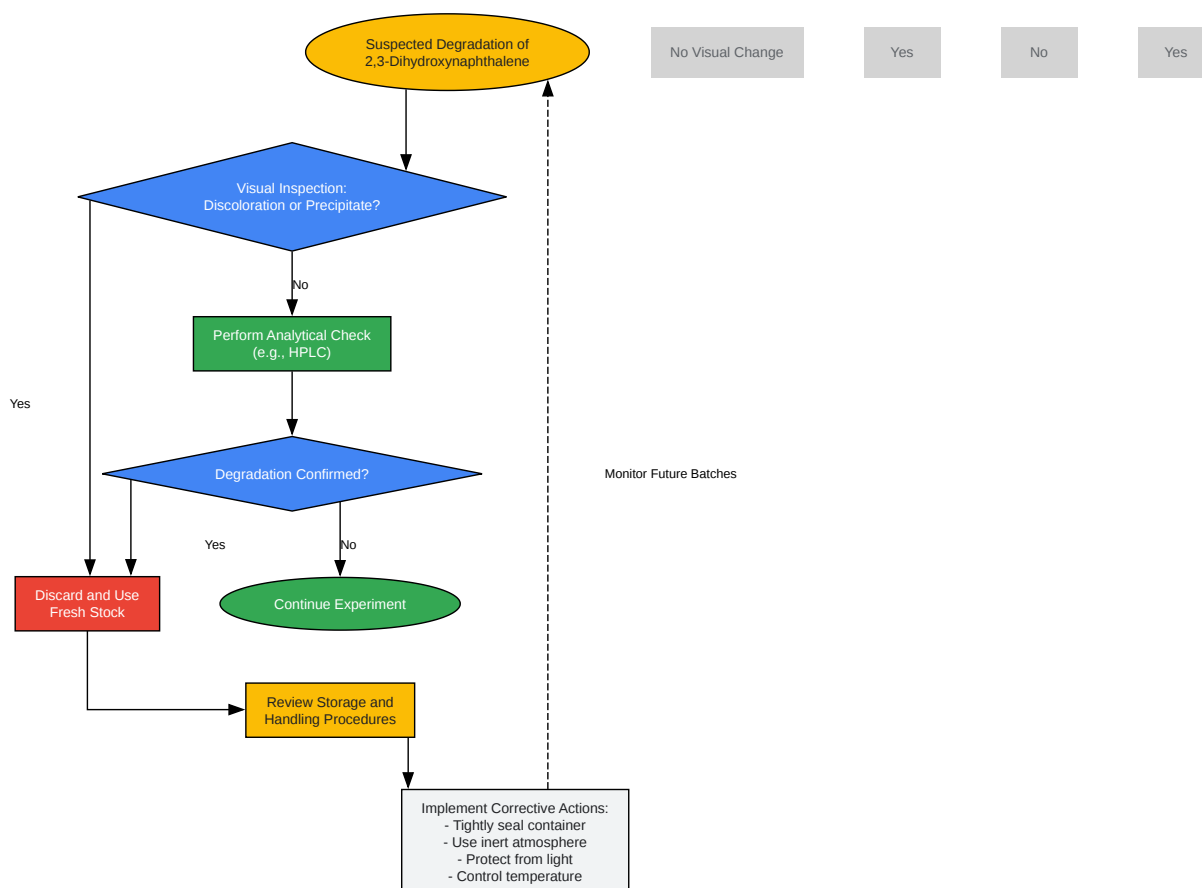 Suspected Degradation of
2,3-Dihydroxynaphthalene
No Visual Change
Yes
No
Yes
Visual Inspection:
Discoloration or Precipitate?
No
Perform Analytical Check
(e.g., HPLC)
Yes
Degradation Confirmed?
Monitor Future Batches
Yes
No
Discard and Use
Fresh Stock
Continue Experiment
Review Storage and
Handling Procedures
Implement Corrective Actions:
- Tightly seal container
- Use inert atmosphere
- Protect from light
- Control temperature